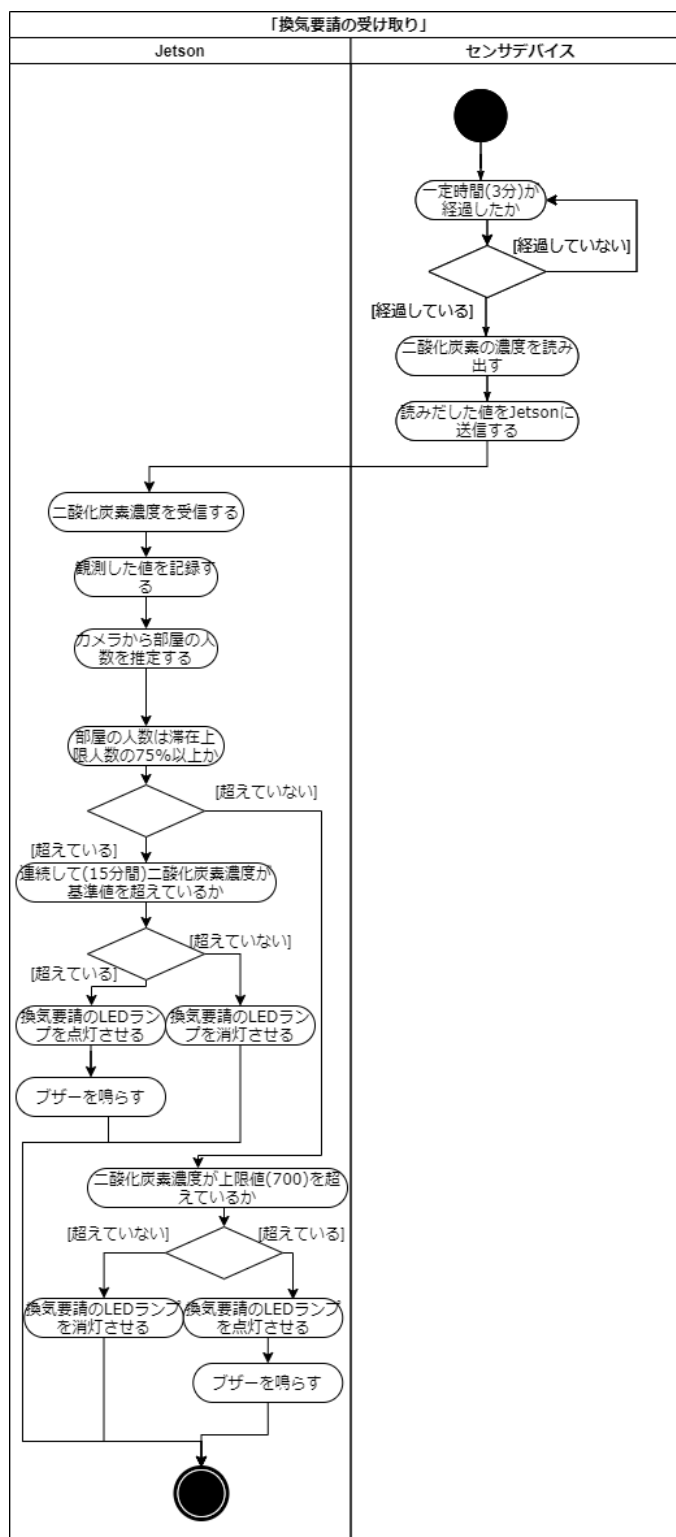 「換気要請の受け取り」
Jetson
センサデバイス
一定時間(3分)が
経過したか
[経過していない]
[経過している]
二酸化炭素の濃度を読み
出す
読みだした値をJetsonに
送信する
二酸化炭素濃度を受信する
観測した値を記録す
る
カメラから部屋の人
数を推定する
部屋の人数は滞在上
限人数の75%以上か
[超えていない]
[超えている]
連続して(15分間)二酸化炭素濃度が
基準値を超えているか
[超えていない]
[超えている]
換気要請のLEDラン
プを点灯させる
換気要請のLEDラン
プを消灯させる
ブザーを鳴らす
二酸化炭素濃度が上限値(700)を超
えているか
[超えていない]
[超えている]
換気要請のLEDランプ
を消灯させる
換気要請のLEDランプ
を点灯させる
ブザーを鳴らす